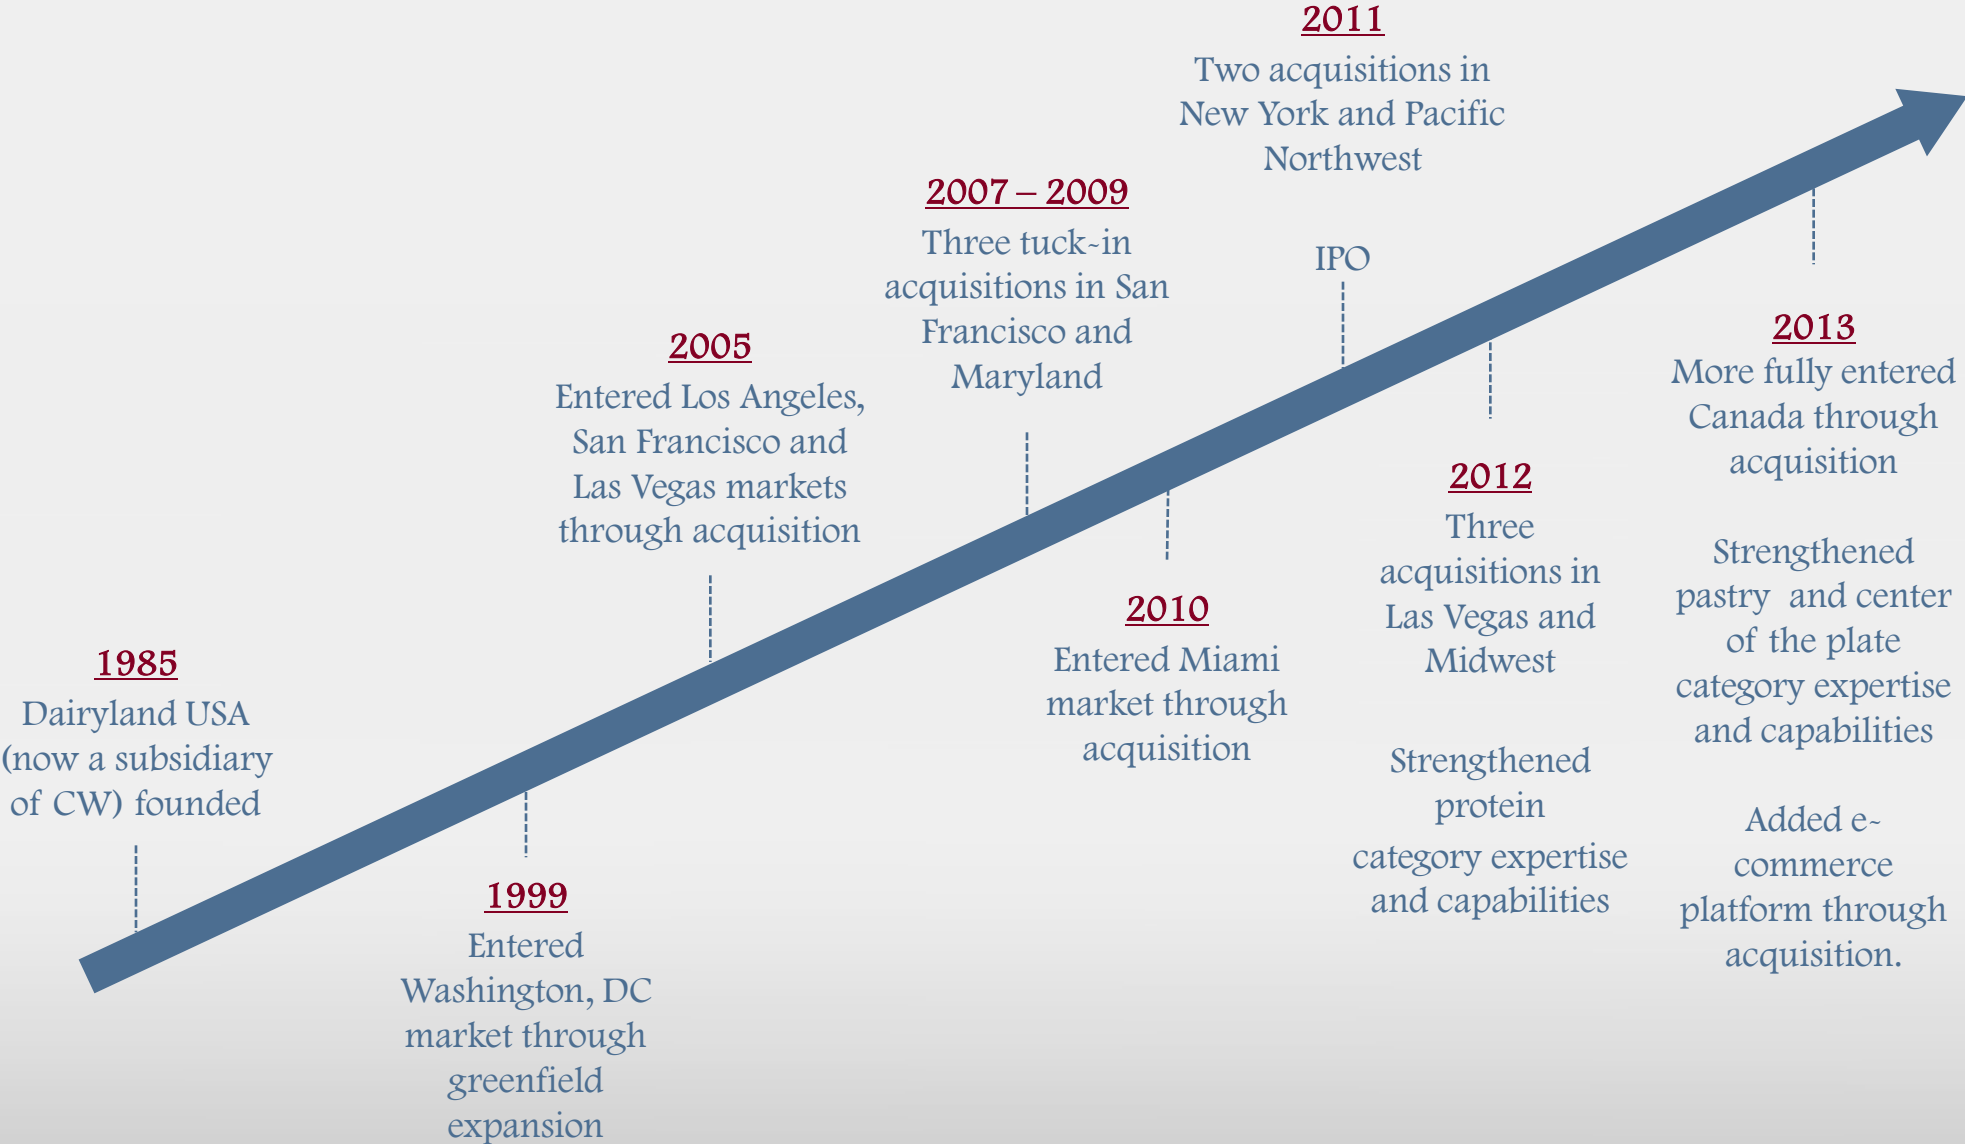 1985
Dairyland USA
(now a subsidiary
of CW) founded
1999
Entered
Washington, DC
market through
greenfield
expansion
2005
Entered Los Angeles,
San Francisco and
Las Vegas markets
through acquisition
2007 – 2009
Three tuck-in
acquisitions in San
Francisco and
Maryland
2010
Entered Miami
market through
acquisition
2011
Two acquisitions in
New York and Pacific
Northwest
IPO
2012
Three
acquisitions in
Las Vegas and
Midwest
Strengthened
protein
category expertise
and capabilities
2013
More fully entered
Canada through
acquisition
Strengthened
pastry  and center
of the plate
category expertise
and capabilities
Added e-
commerce
platform through
acquisition.